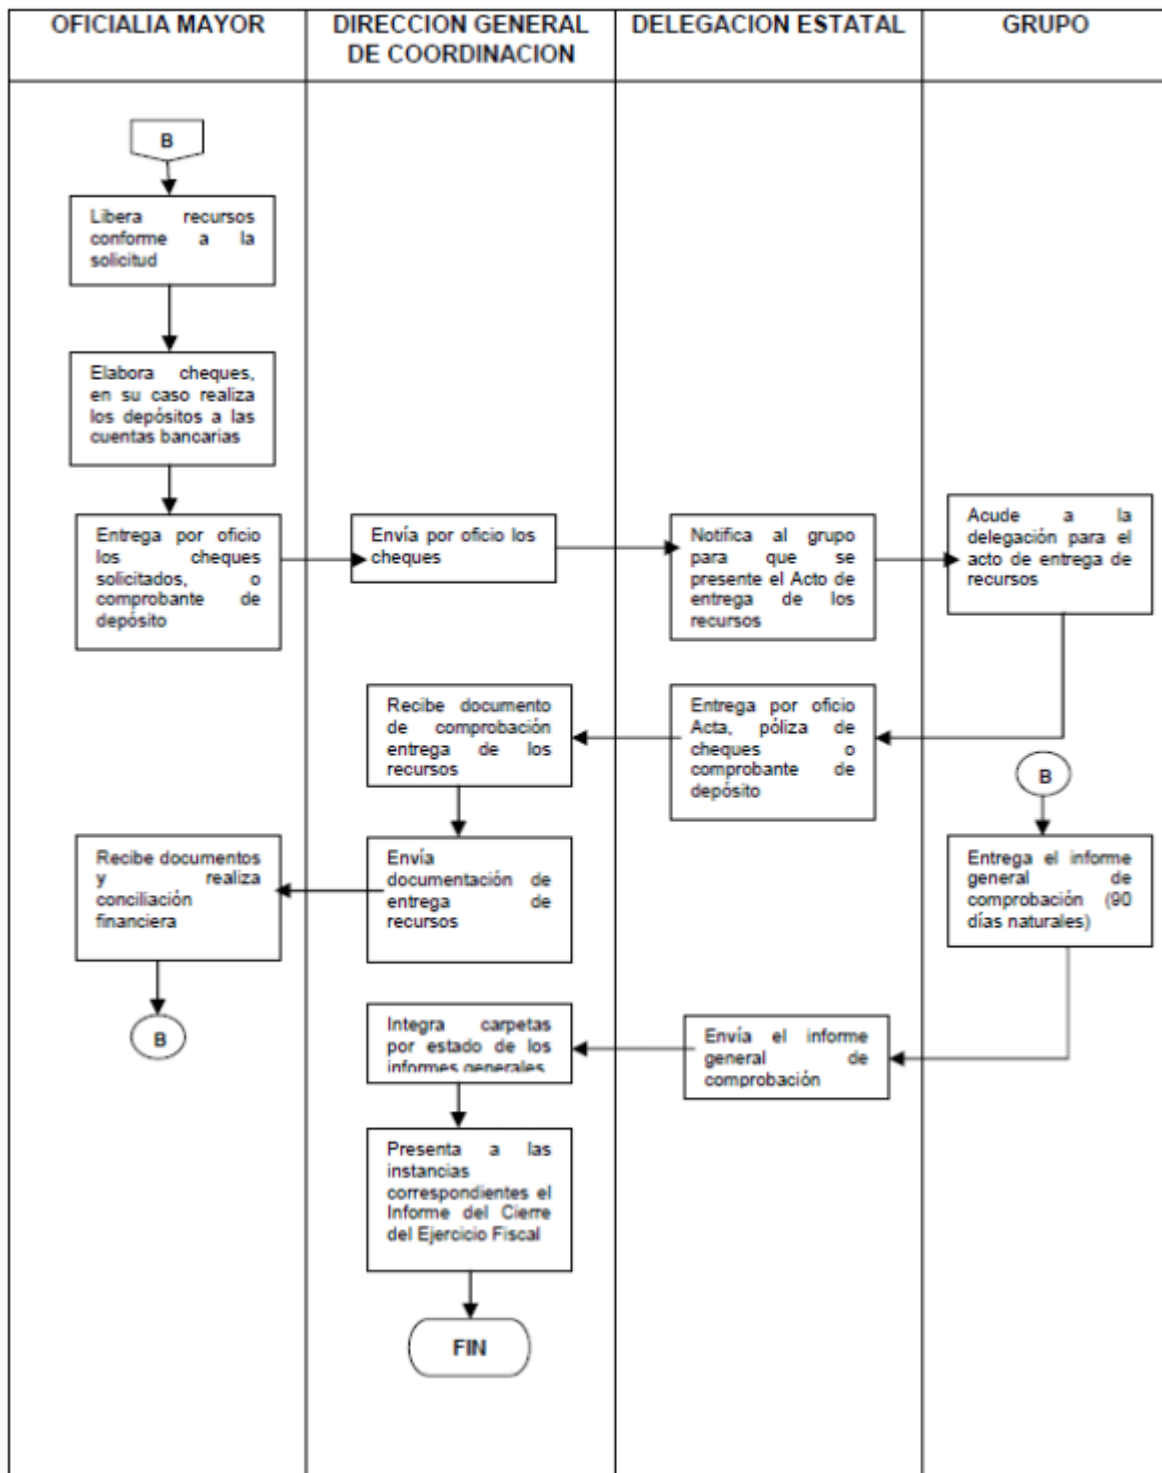 OFICIALIA MAYOR
DIRECCION GENERAL
DE COORDINACION
DELEGACION ESTATAL
GRUPO
B
Libera recursos
conforme a la
solicitud
Elabora cheques,
en su caso realiza
los depósitos a las
cuentas bancarias
Entrega por oficio
los cheques
solicitados, o
comprobante de
depósito
Envía por oficio los
cheques
Notifica al grupo
para que se
presente el Acto de
entrega de los
recursos
Acude a la
delegación para el
acto de entrega de
recursos
Recibe documento
de comprobación
entrega de los
recursos
Entrega por oficio
Acta, póliza de
cheques o
comprobante de
depósito
B
Recibe documentos
y realiza
conciliación
financiera
Envía
documentación de
entrega de
recursos
Entrega el informe
general de
comprobación (90
días naturales)
B
Integra carpetas
por estado de los
informes generales
Envía el informe
general de
comprobación
Presenta a las
instancias
correspondientes el
Informe del Cierre
del Ejercicio Fiscal
FIN